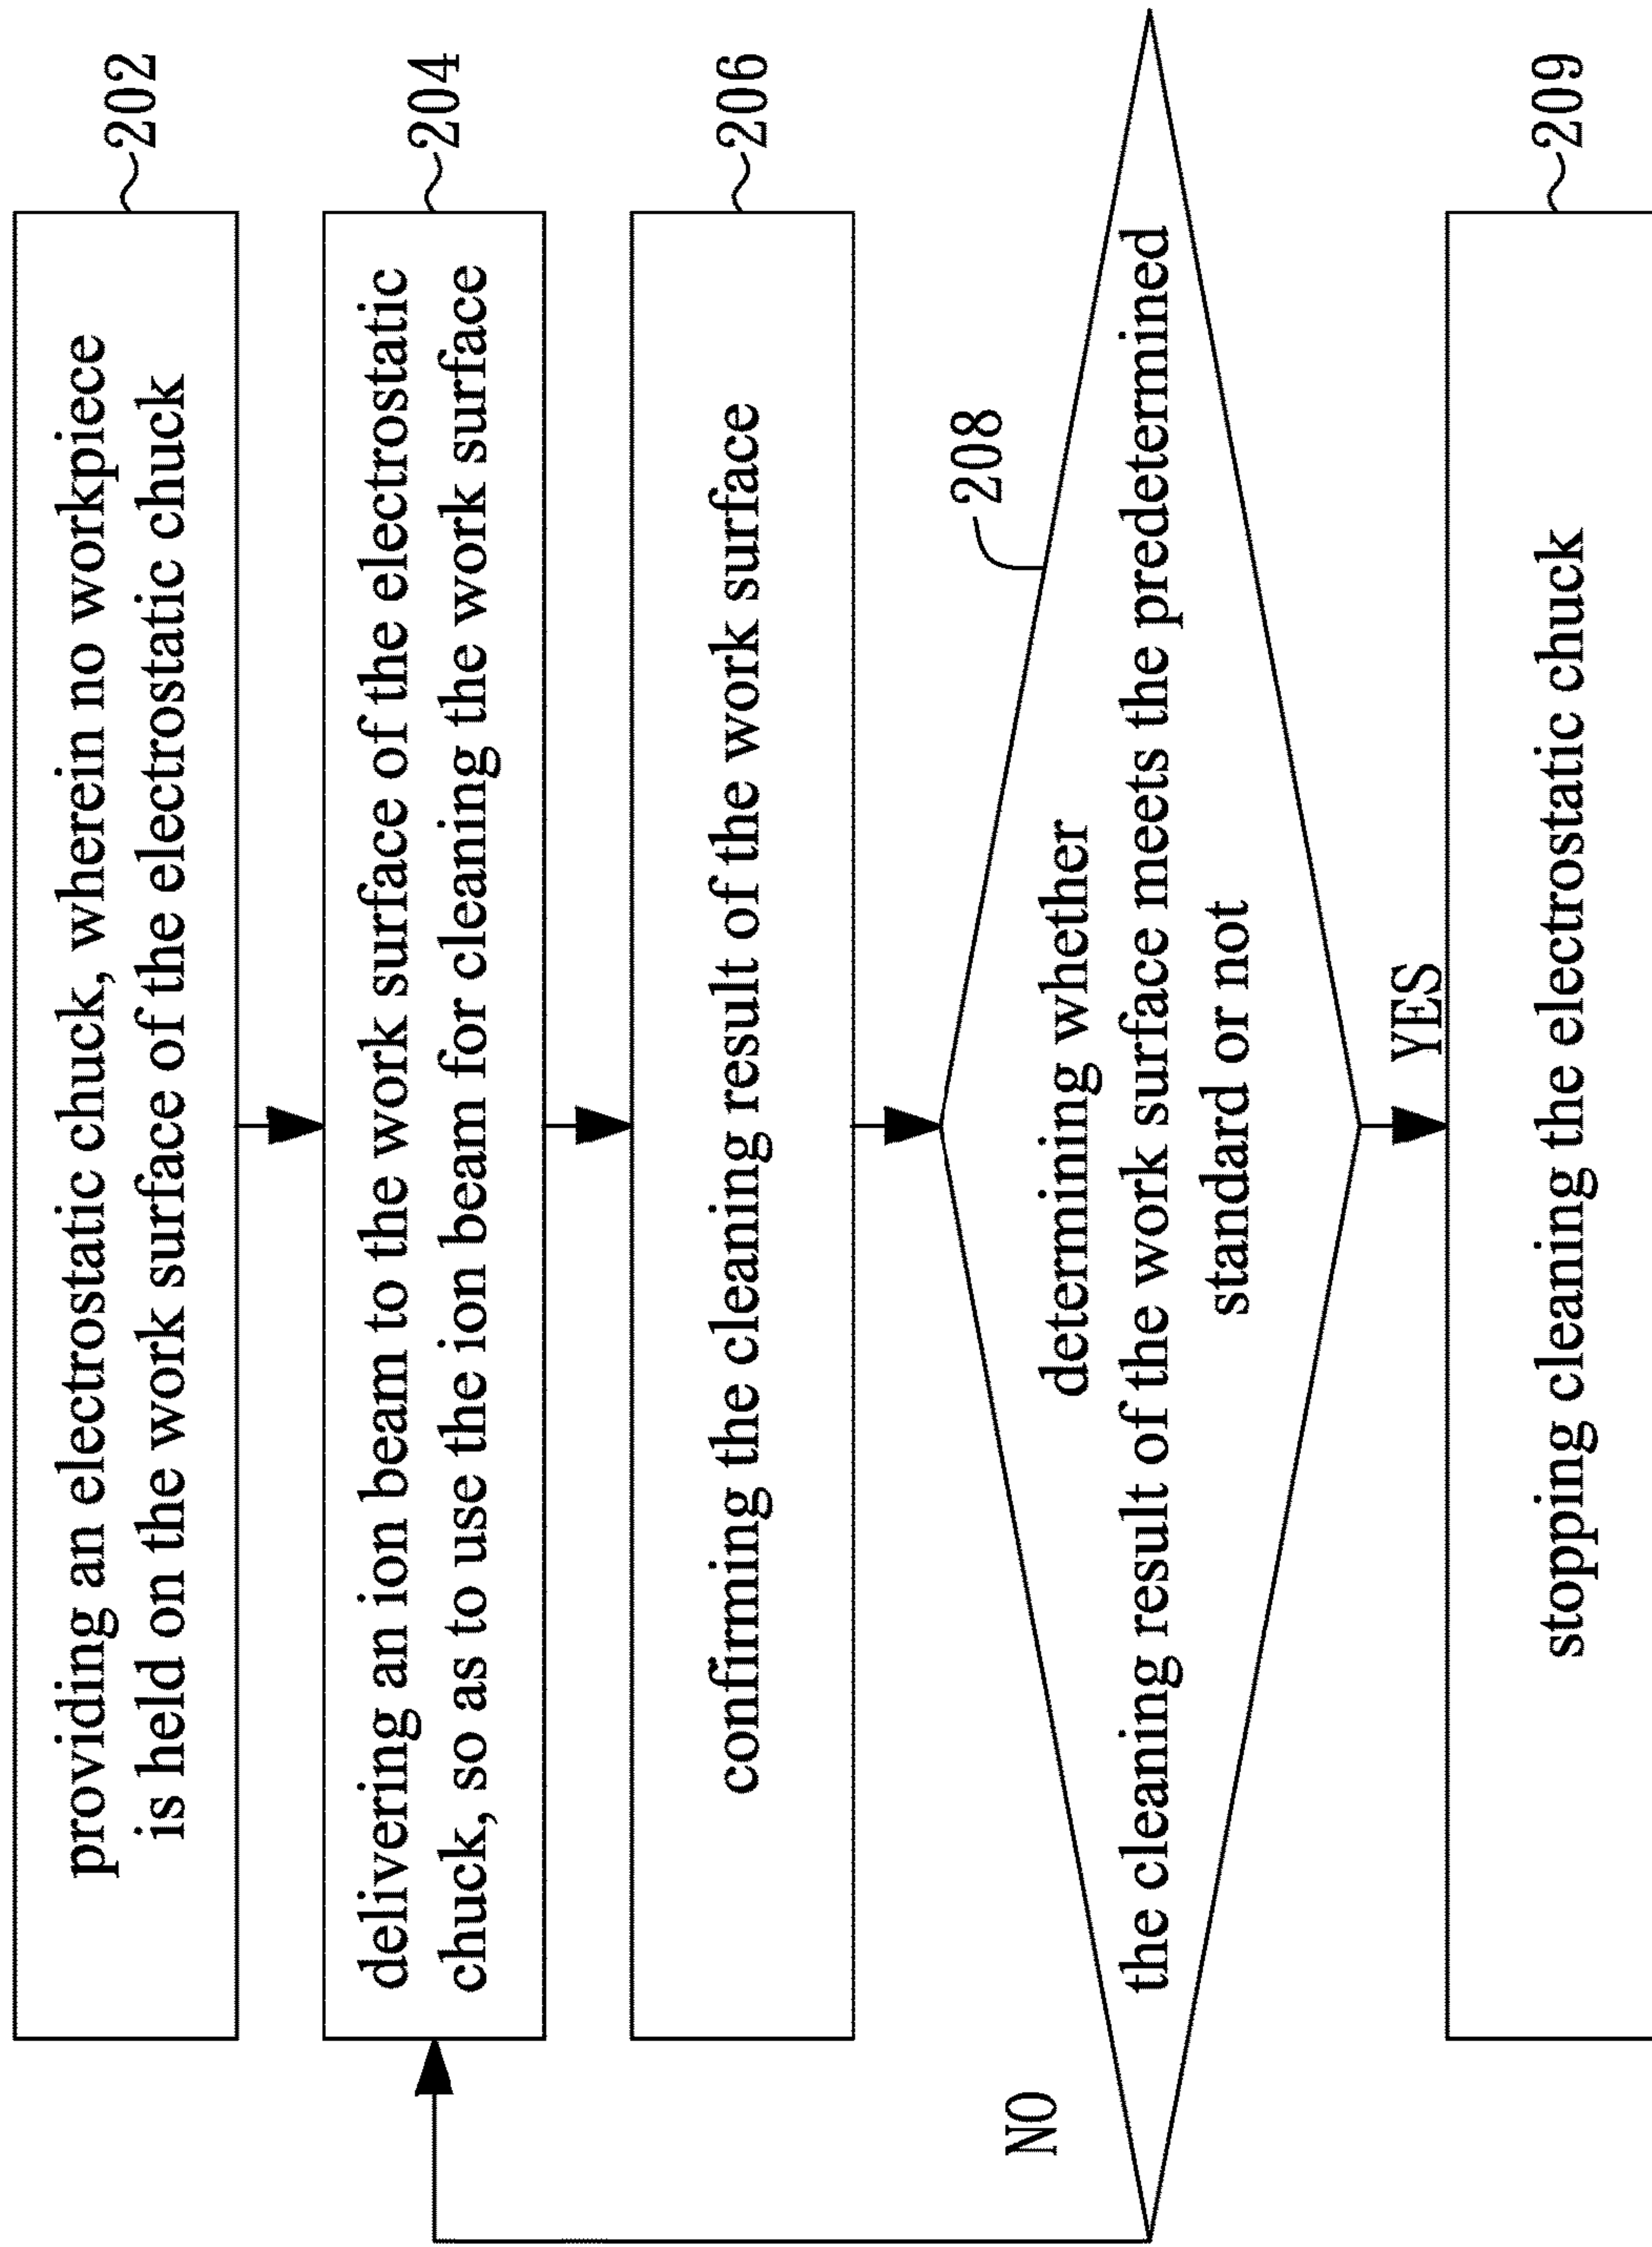 providing an electrostatic chuck, wherein no workpiece
is held on the work surface of the electrostatic chuck
202
delivering an ion beam to the work surface of the electrostatic
chuck, so as to use the ion beam for cleaning the work surface
204
confirming the cleaning result of the work surface
206
208
determining whether
the cleaning result of the work surface meets the predetermined
standard or not
NO
YES
stopping cleaning the electrostatic chuck
209